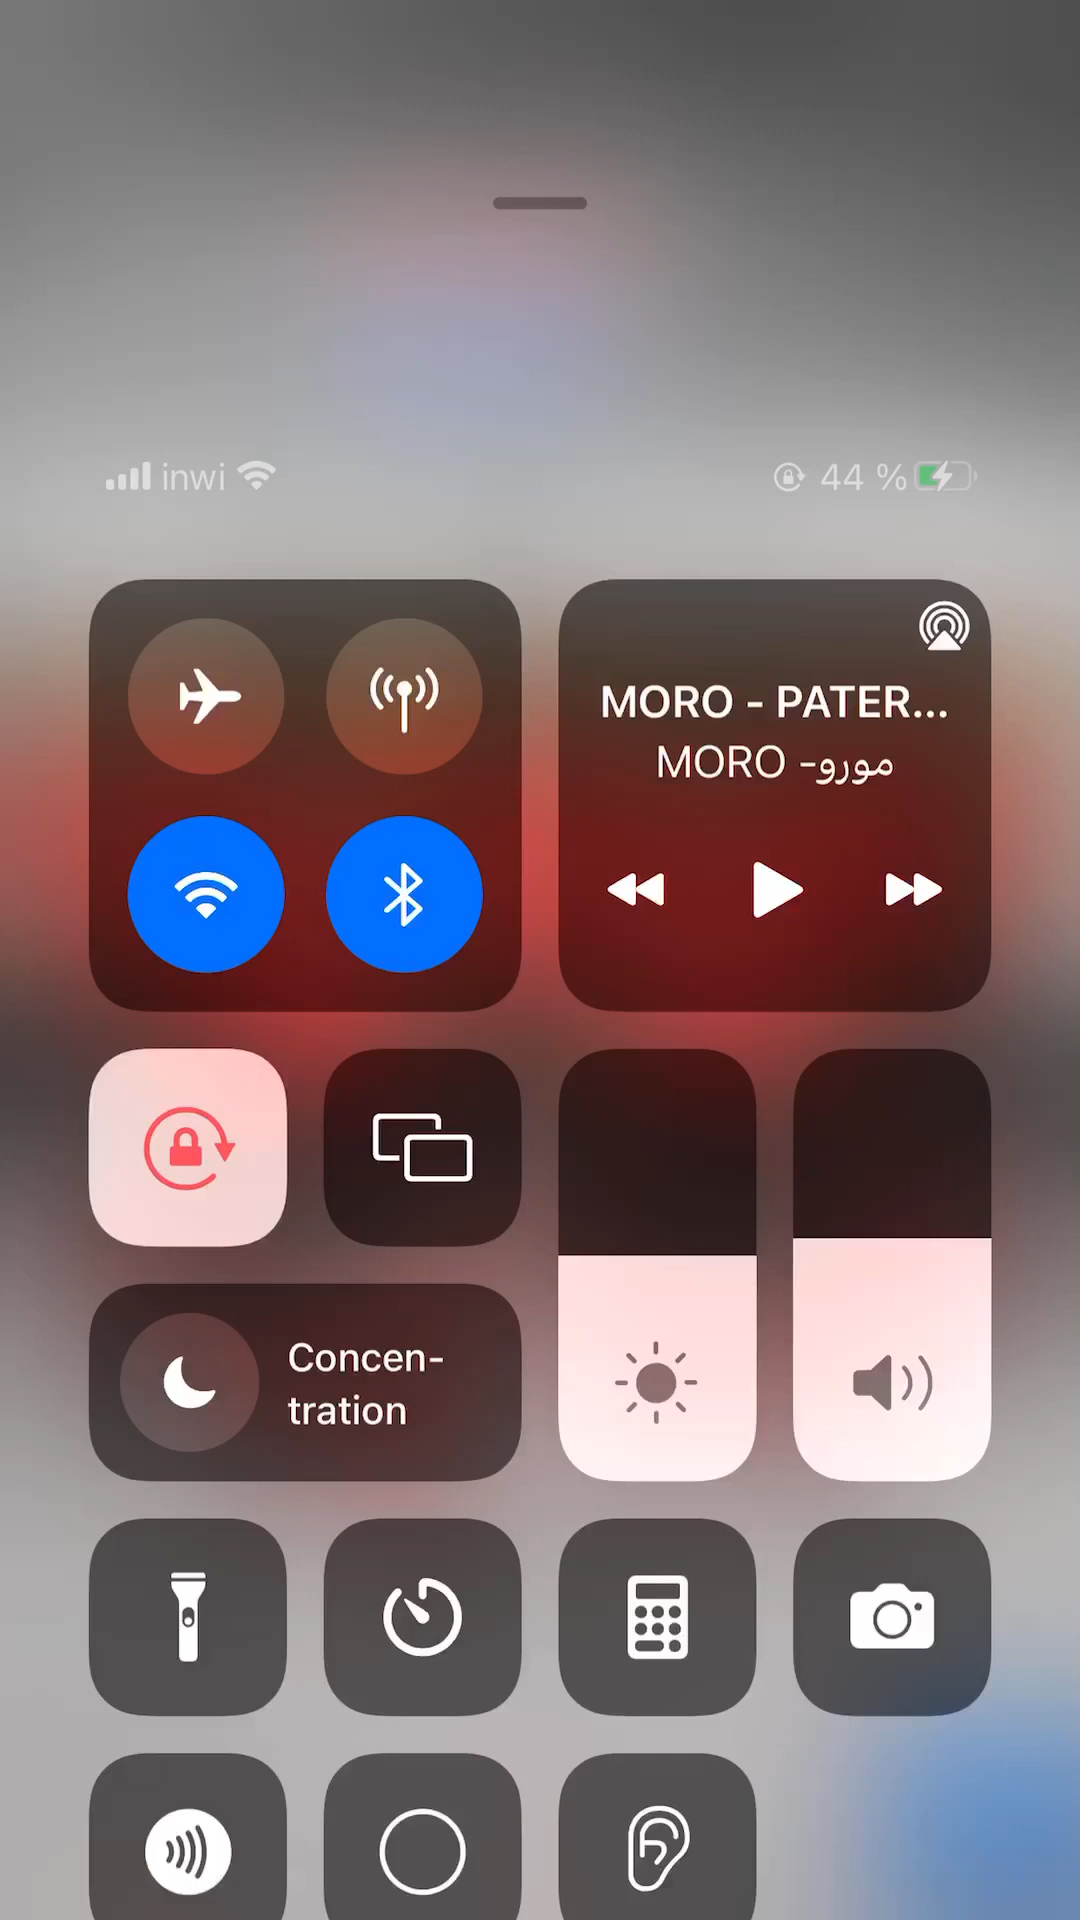 inwi
44 %
MORO - PATER...
MORO -مورو
Concen-
tration